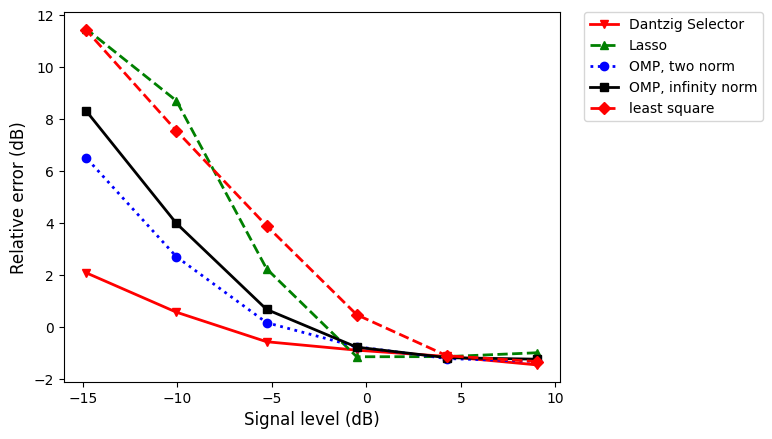 12
10
8
6
4
2
0
−2
Relative error (dB)
−15
−10
−5
0
5
10
Signal level (dB)
Dantzig Selector
Lasso
OMP, two norm
OMP, infinity norm
least square